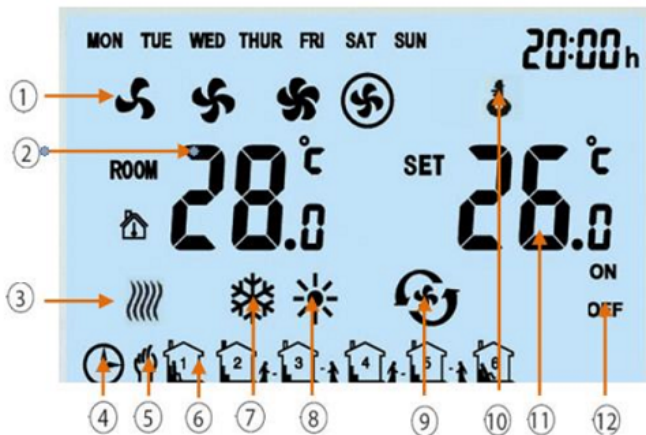 MON TUE WED THUR FRI SAT SUN 20:00h
1
2 ROOM 28.0°C SET 26.0°C
ON
3 OFF
1 2 3 4 5 6
4 5 6 7 8 9 10 11 12